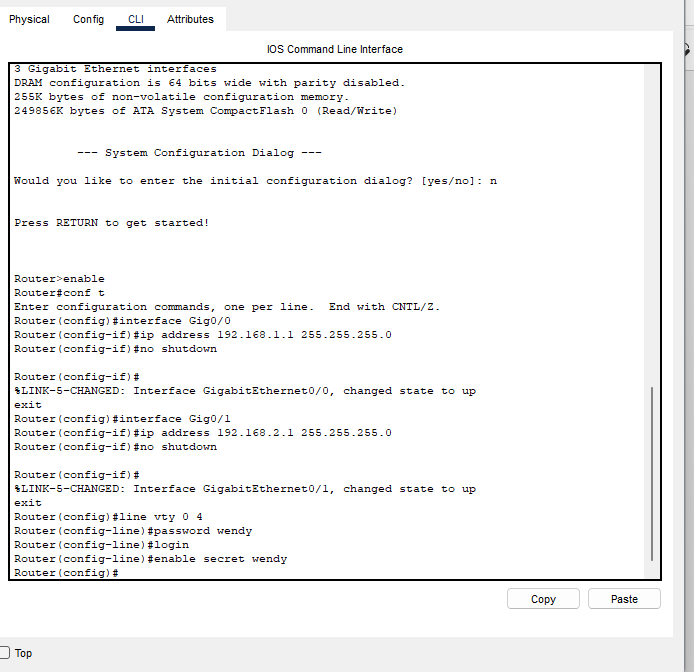 Physical Config CLI Attributes
IOS Command Line Interface
3 Gigabit Ethernet interfaces
DRAM configuration is 64 bits wide with parity disabled.
255K bytes of non-volatile configuration memory.
249856K bytes of ATA System CompactFlash 0 (Read/Write)
--- System Configuration Dialog ---
Would you like to enter the initial configuration dialog? [yes/no]: n
Press RETURN to get started!
Router>enable
Router#conf t
Enter configuration commands, one per line.  End with CNTL/Z.
Router(config)#interface Gig0/0
Router(config-if)#ip address 192.168.1.1 255.255.255.0
Router(config-if)#no shutdown
Router(config-if)#
%LINK-5-CHANGED: Interface GigabitEthernet0/0, changed state to up
exit
Router(config)#interface Gig0/1
Router(config-if)#ip address 192.168.2.1 255.255.255.0
Router(config-if)#no shutdown
Router(config-if)#
%LINK-5-CHANGED: Interface GigabitEthernet0/1, changed state to up
exit
Router(config)#line vty 0 4
Router(config-line)#password wendy
Router(config-line)#login
Router(config-line)#enable secret wendy
Router(config)#
Copy Paste
Top